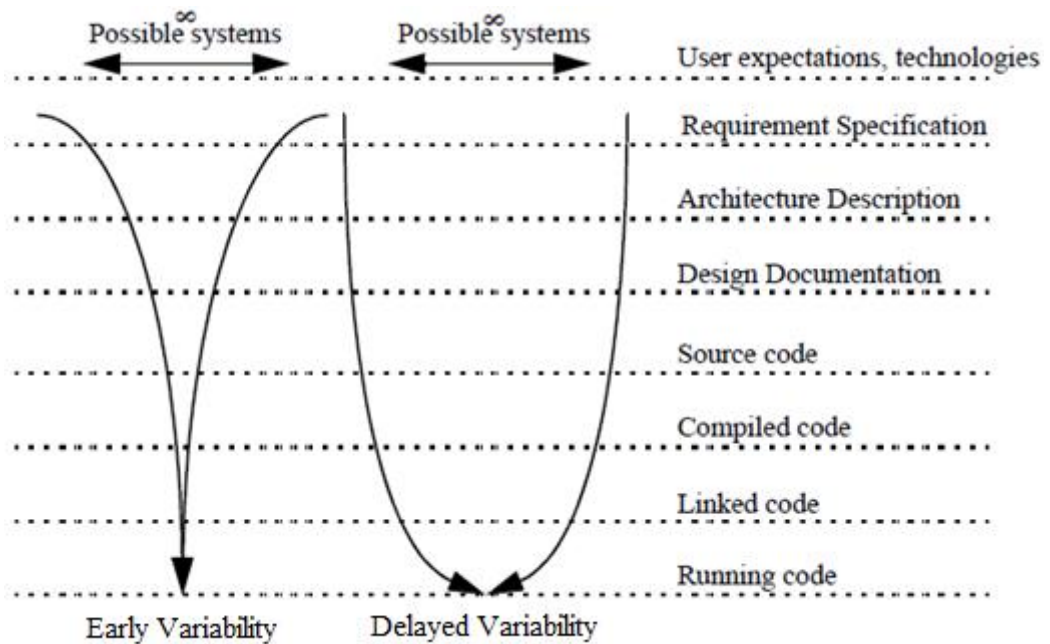 ∞ ∞
Possible systems Possible systems
User expectations, technologies
Requirement Specification
Architecture Description
Design Documentation
Source code
Compiled code
Linked code
Running code
Early Variability Delayed Variability